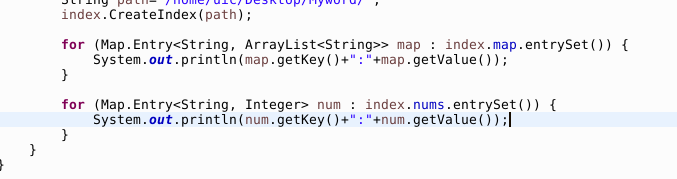 String path="/home/dic/Desktop/Myword/";
index.CreateIndex(path);
for (Map.Entry<String, ArrayList<String>> map : index.map.entrySet()) {
System.out.println(map.getKey()+":"+map.getValue());
}
for (Map.Entry<String, Integer> num : index.nums.entrySet()) {
System.out.println(num.getKey()+":"+num.getValue());
}
}
}